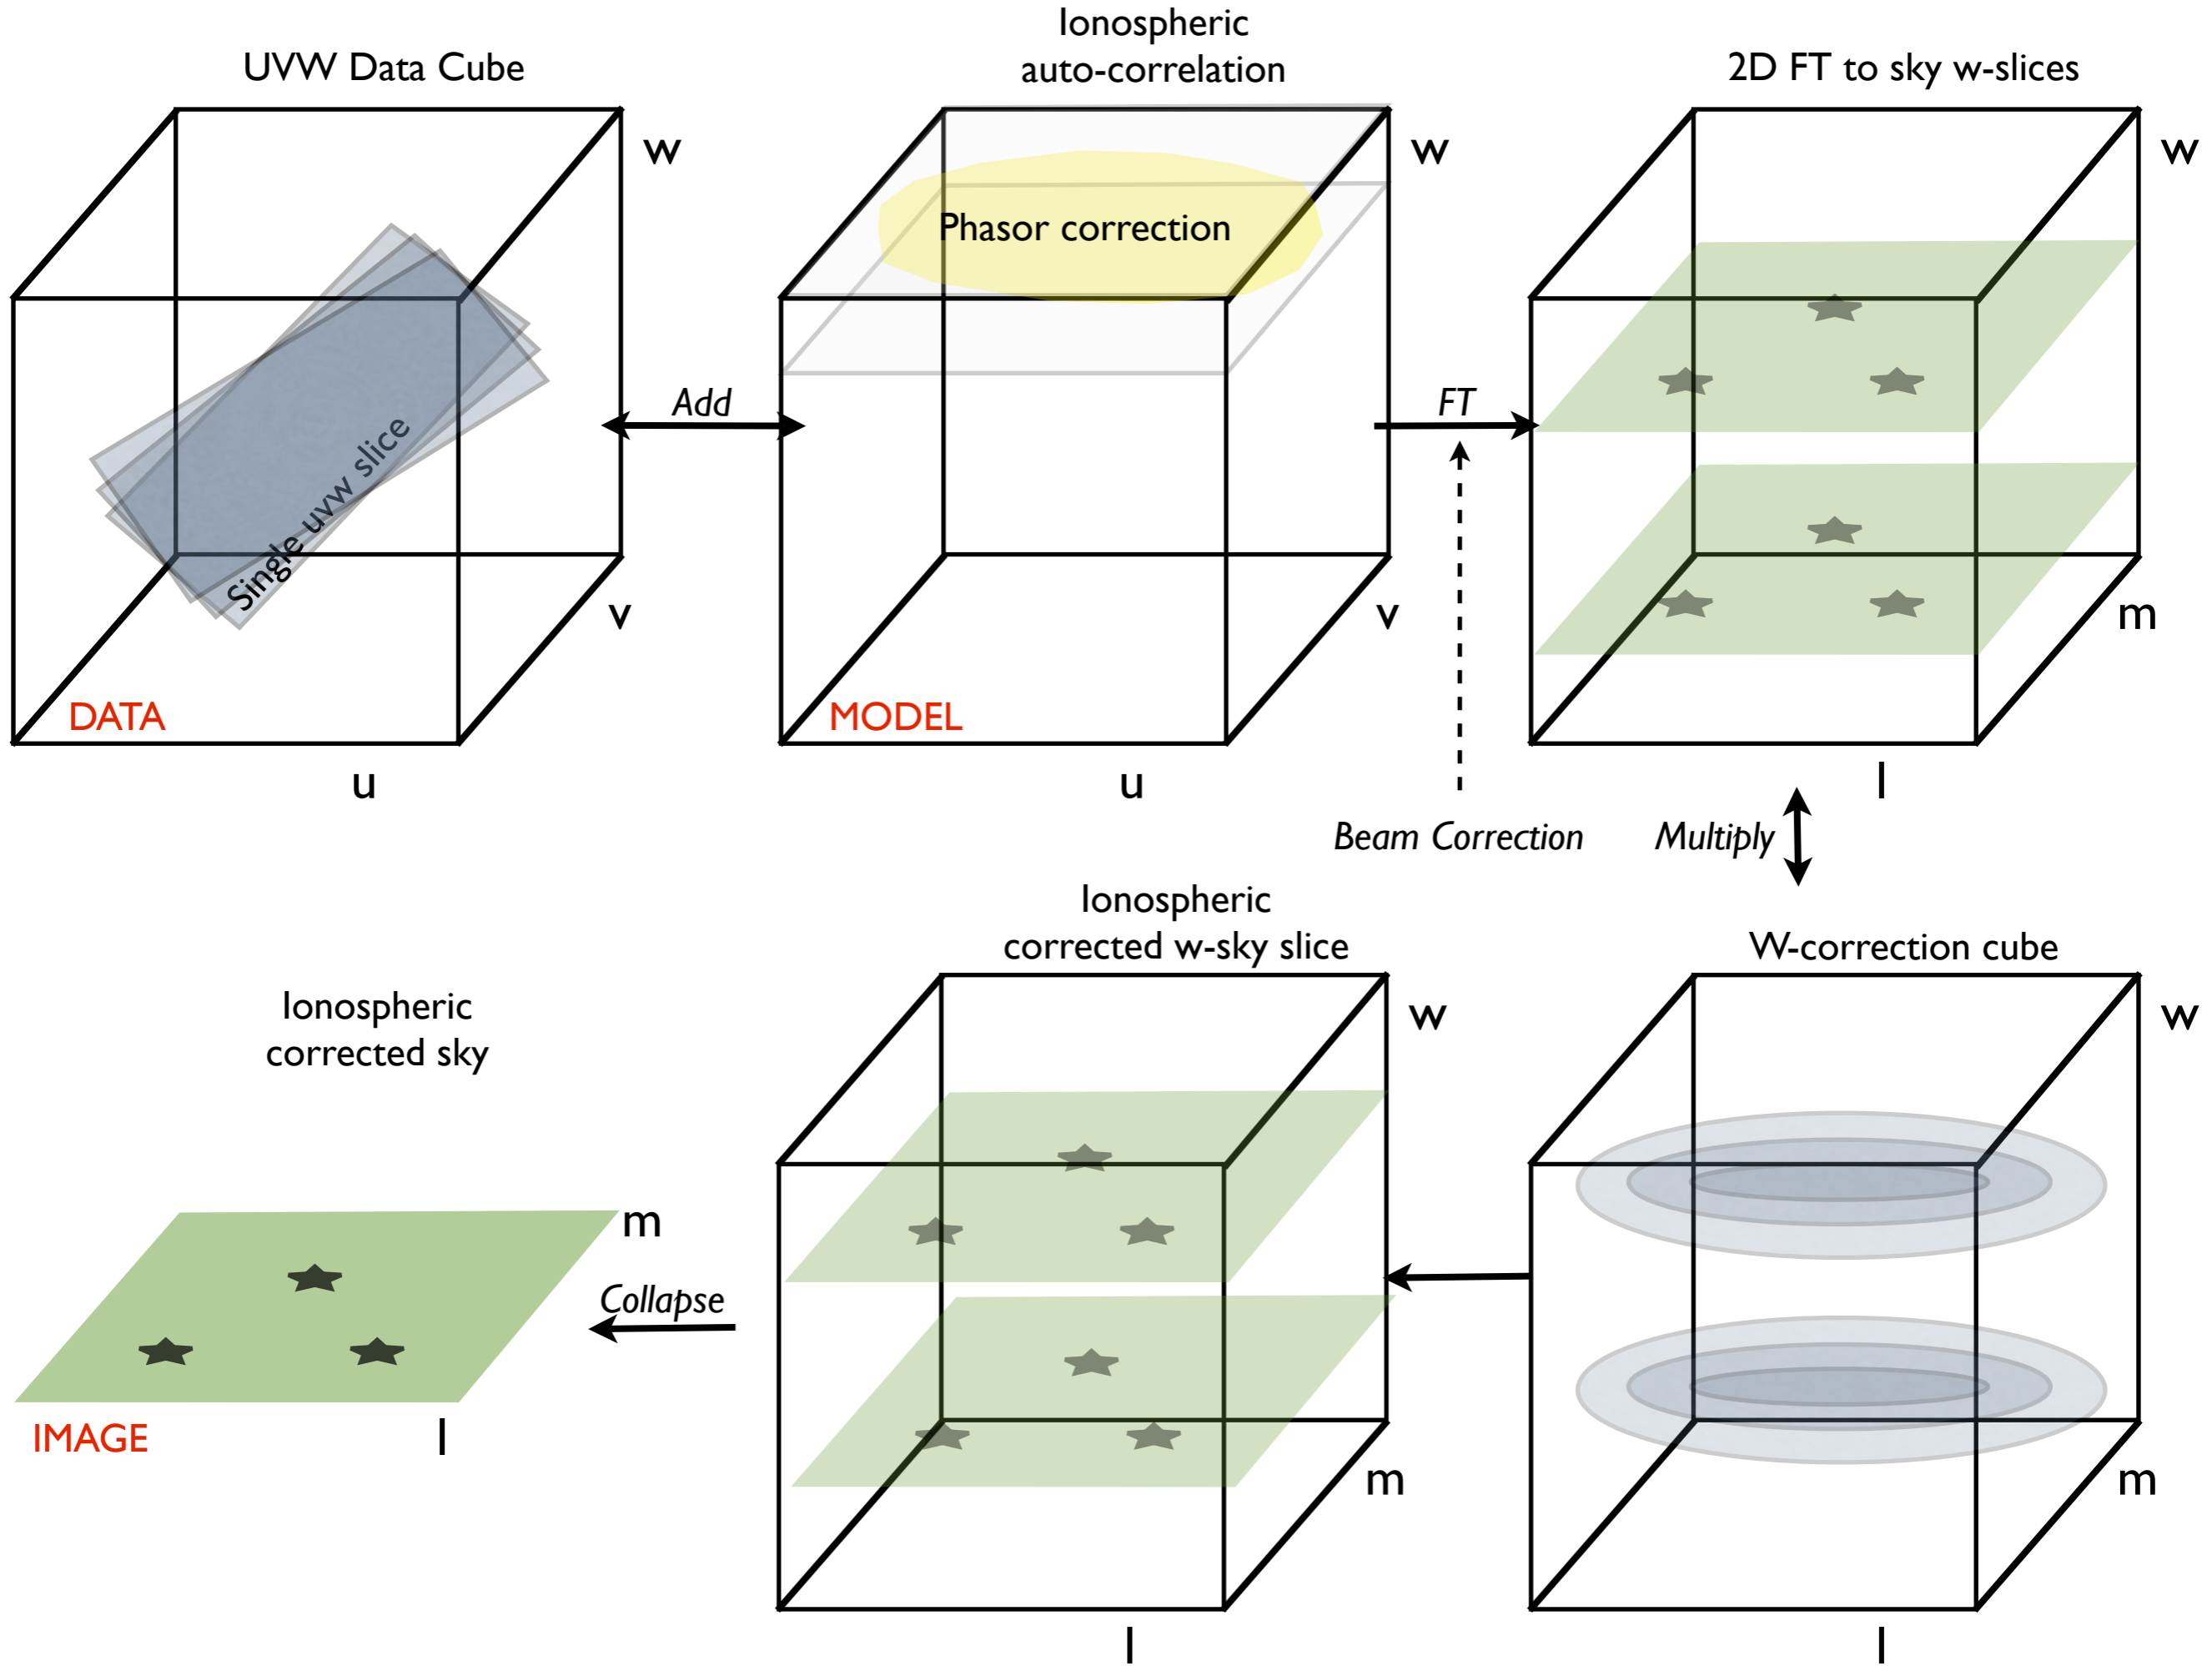 UVW Data Cube
w
Single uvw slice
v
DATA
u
Add
Ionospheric
auto-correlation
w
Phasor correction
v
MODEL
u
FT
Beam Correction
2D FT to sky w-slices
w
m
l
Multiply
W-correction cube
w
m
l
Ionospheric
corrected w-sky slice
w
m
l
Collapse
Ionospheric
corrected sky
m
IMAGE
l